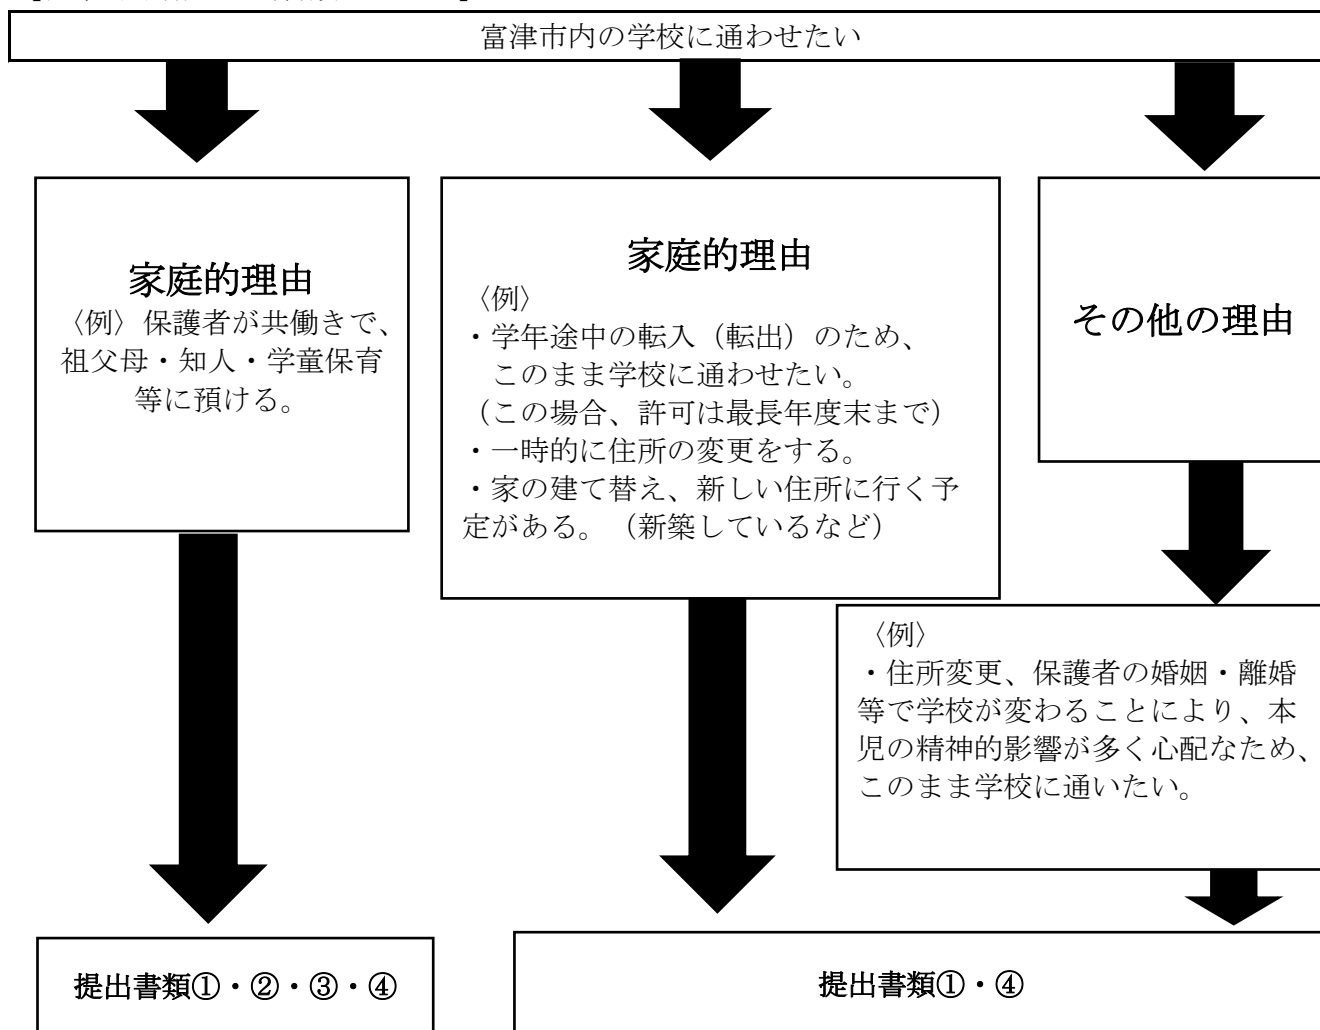 富津市内の学校に通わせたい
家庭的理由
〈例〉保護者が共働きで、
祖父母・知人・学童保育
等に預ける。
家庭的理由
〈例〉
・学年途中の転入（転出）のため、
このまま学校に通わせたい。
（この場合、許可は最長年度末まで）
・一時的に住所の変更をする。
・家の建て替え、新しい住所に行く予
定がある。（新築しているなど）
その他の理由
〈例〉
・住所変更、保護者の婚姻・離婚
等で学校が変わることにより、本
児の精神的影響が多く心配なため、
このまま学校に通いたい。
提出書類①・②・③・④
提出書類①・④